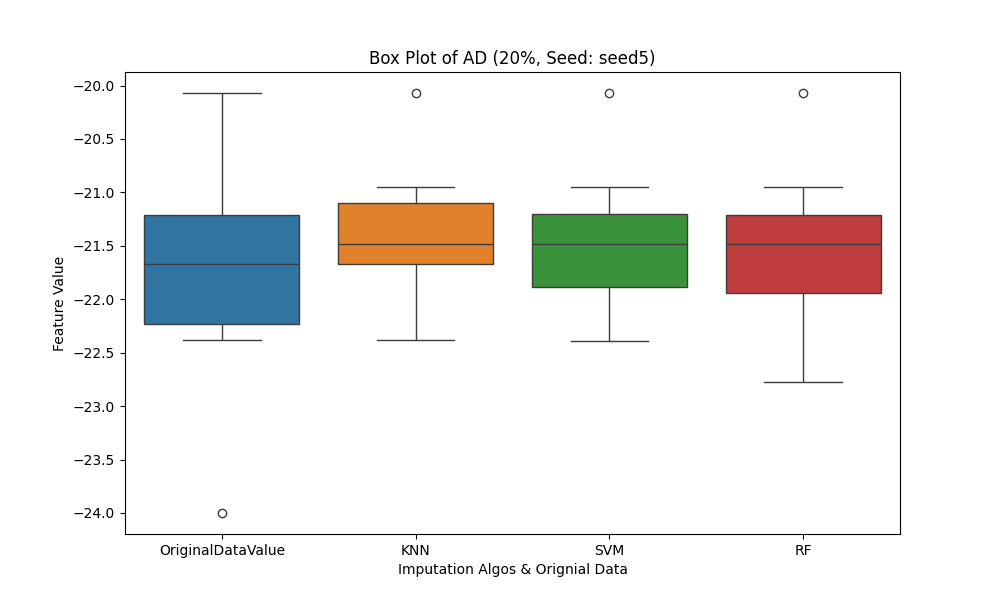 Box Plot of AD (20%, Seed: seed5)
−20.0
−20.5
−21.0
−21.5
−22.0
−22.5
−23.0
−23.5
−24.0
Feature Value
OriginalDataValue KNN SVM RF
Imputation Algos & Orignial Data